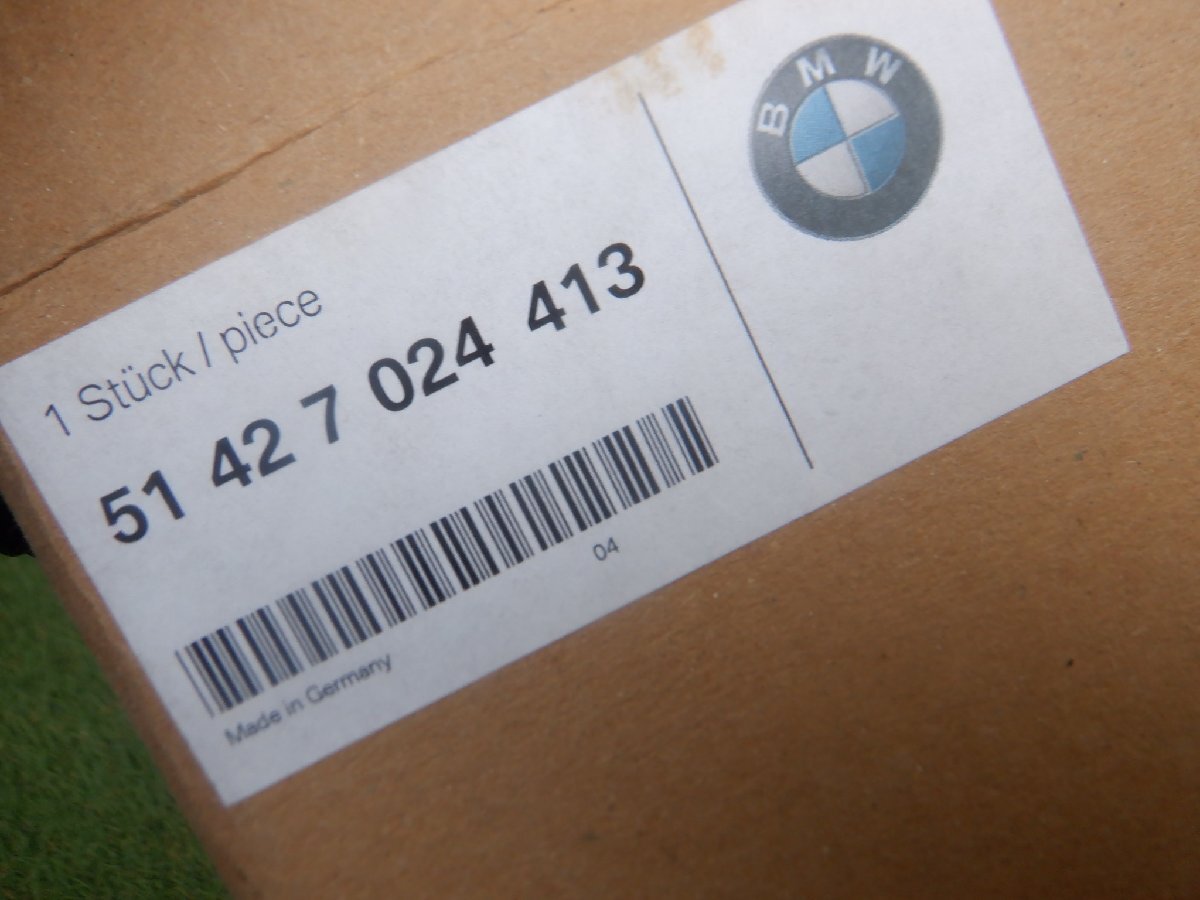 BMW
1 Stück / piece
51 42 7 024 413
04
Made in Germany